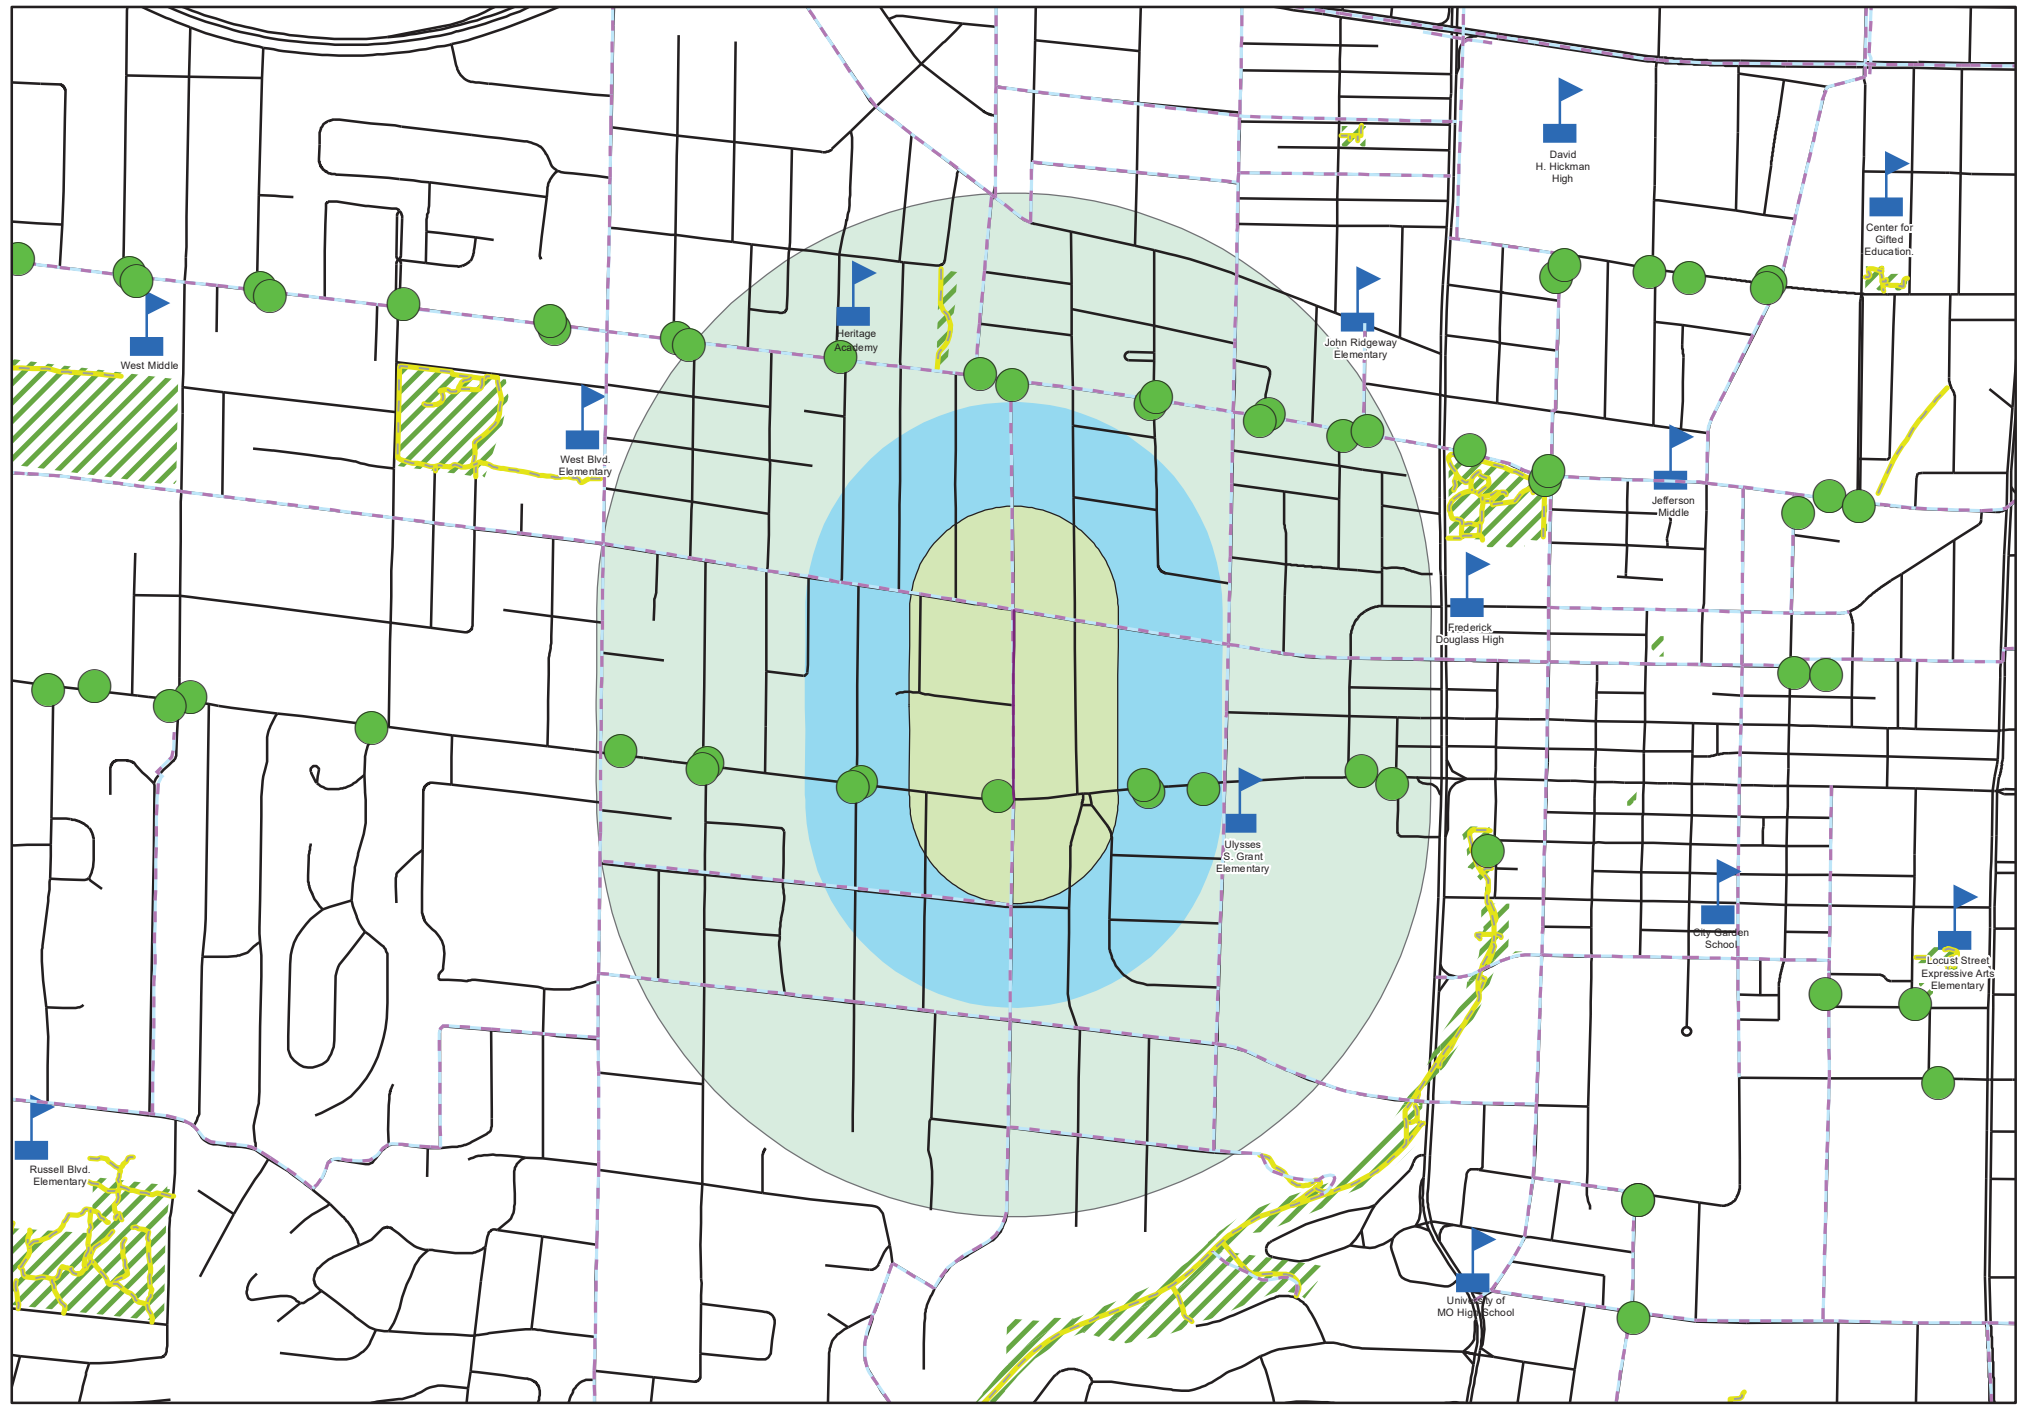 David
H. Hickman
High
Center for
Gifted
Education.
Heritage
Academy
John Ridgeway
Elementary
West Middle
West Blvd.
Elementary
Jefferson
Middle
Frederick
Douglass High
Ulysses
S. Grant
Elementary
City Garden
School
Locust Street
Expressive Arts
Elementary
Russell Blvd.
Elementary
University of
MO High School